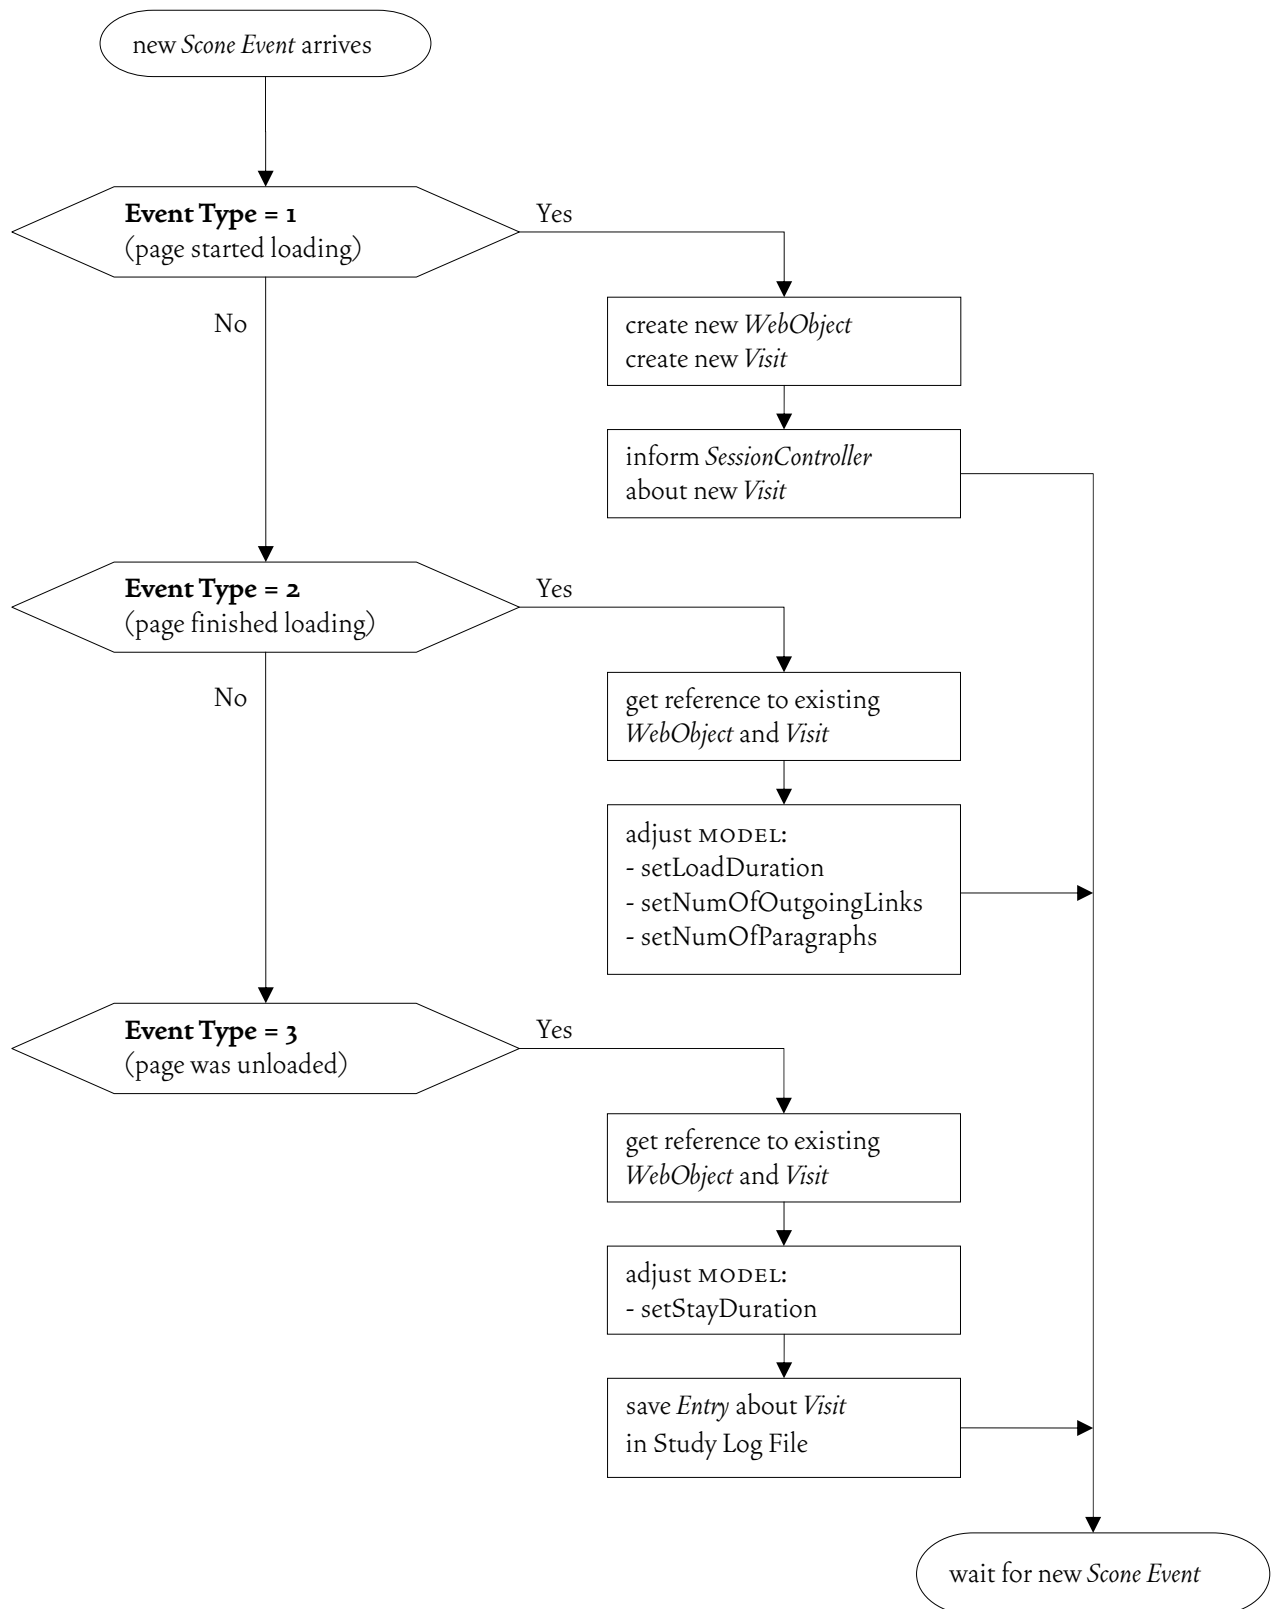 new Scone Event arrives
Event Type = 1
(page started loading)
Yes
No
create new WebObject
create new Visit
inform SessionController
about new Visit
Event Type = 2
(page finished loading)
Yes
No
get reference to existing
WebObject and Visit
adjust MODEL:
- setLoadDuration
- setNumOfOutgoingLinks
- setNumOfParagraphs
Event Type = 3
(page was unloaded)
Yes
get reference to existing
WebObject and Visit
adjust MODEL:
- setStayDuration
save Entry about Visit
in Study Log File
wait for new Scone Event